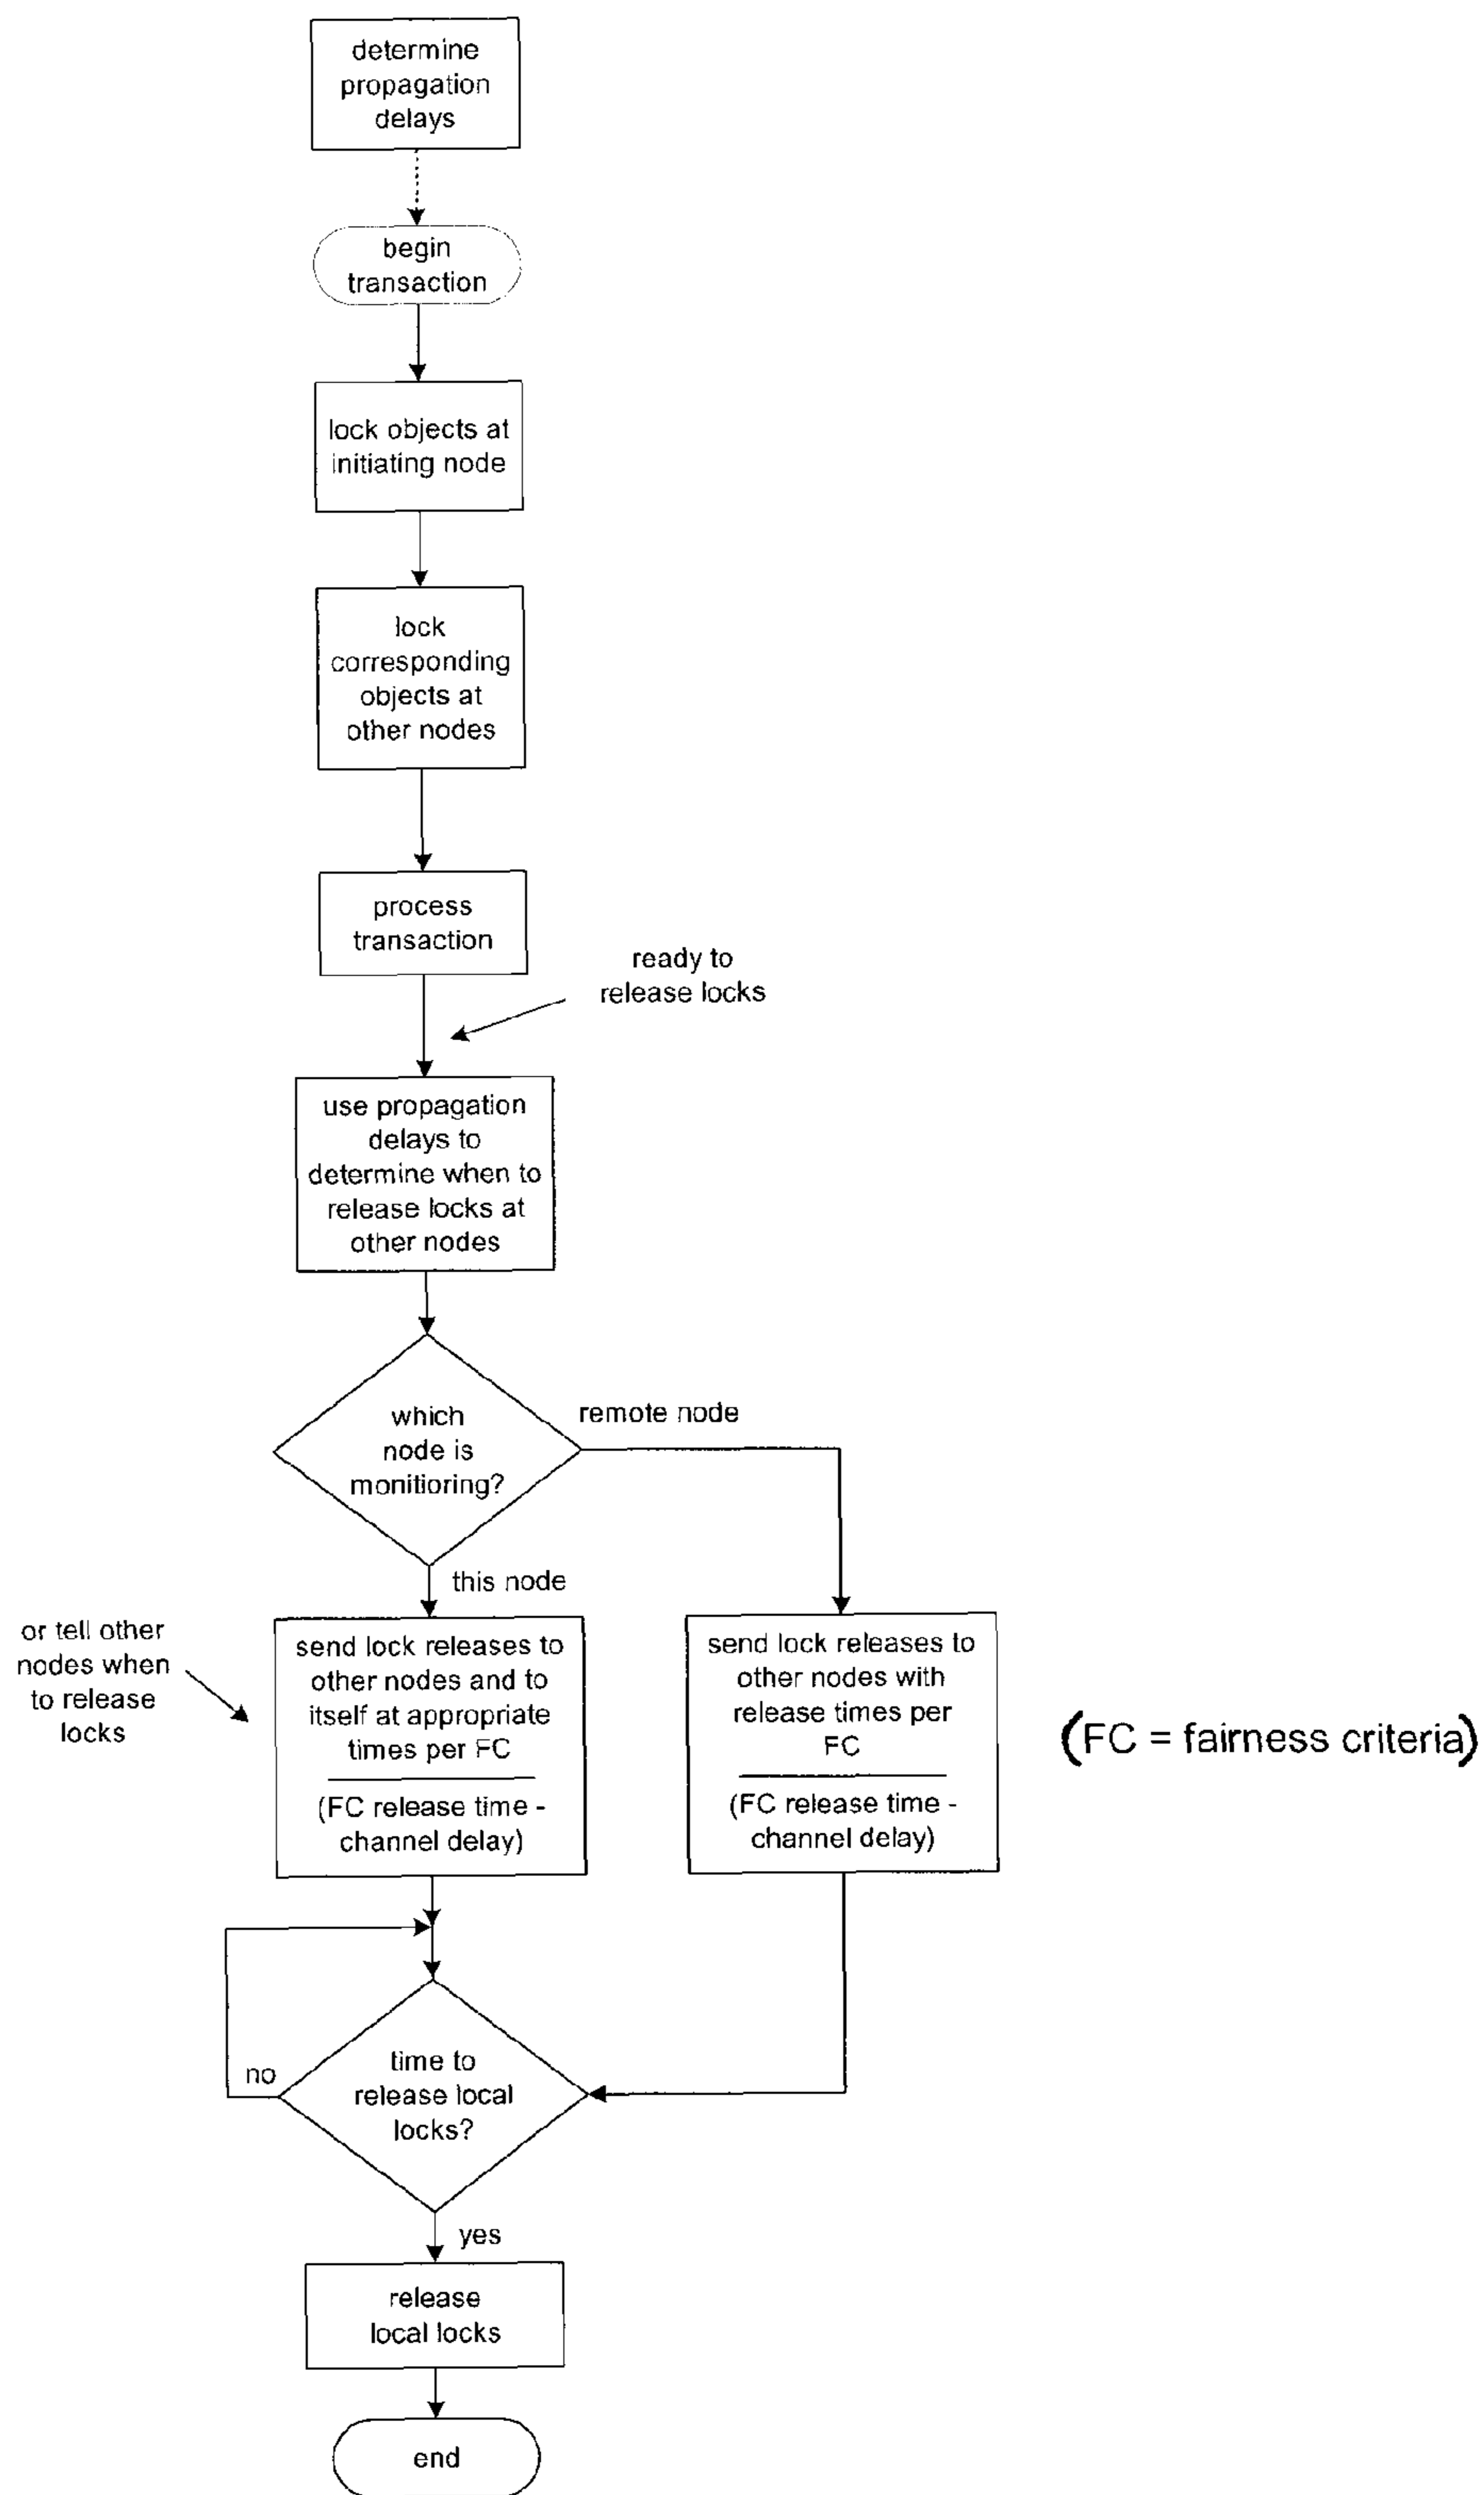 determine
propagation
delays
begin
transaction
lock objects at
initiating node
lock
corresponding
objects at
other nodes
process
transaction
ready to
release locks
use propagation
delays to
determine when to
release locks at
other nodes
which
node is
monitioring?
remote node
this node
or tell other
nodes when
to release
locks
send lock releases to
other nodes and to
itself at appropriate
times per FC
(FC release time -
channel delay)
send lock releases to
other nodes with
release times per
FC
(FC release time -
channel delay)
(FC = fairness criteria)
no
time to
release local
locks?
yes
release
local locks
end